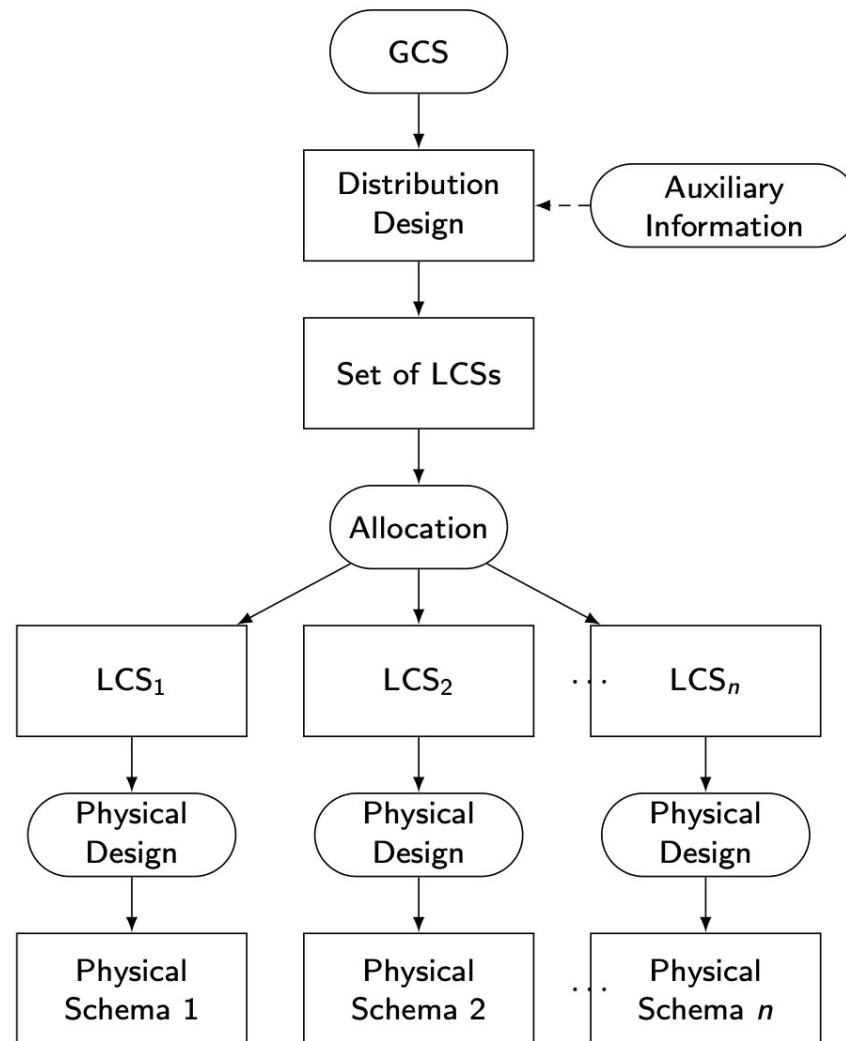 GCS
Distribution
Design
Auxiliary
Information
Set of LCSs
Allocation
LCS₁
LCS₂
...
LCSₙ
Physical
Design
Physical
Design
Physical
Design
Physical
Schema 1
Physical
Schema 2
...
Physical
Schema n